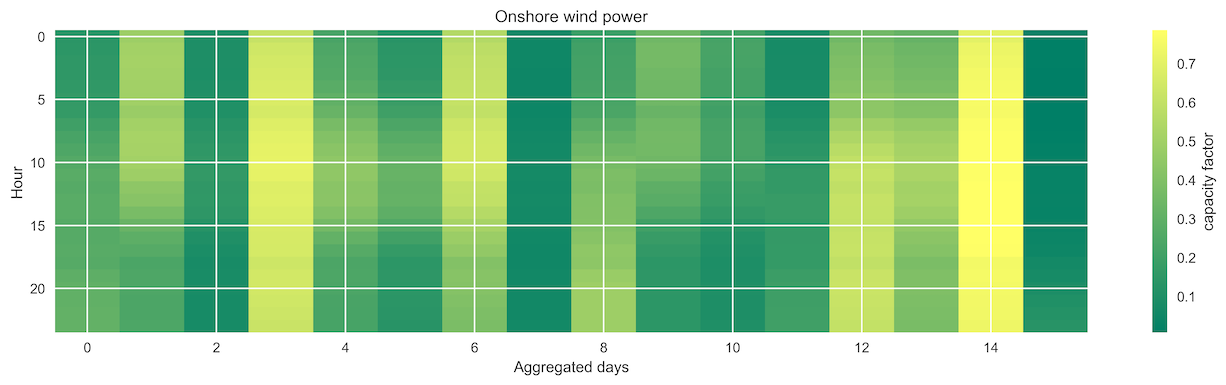 Onshore wind power
0
5
10
15
20
Hour
0 2 4 6 8 10 12 14
Aggregated days
0.7
0.6
0.5
0.4
0.3
0.2
0.1
capacity factor